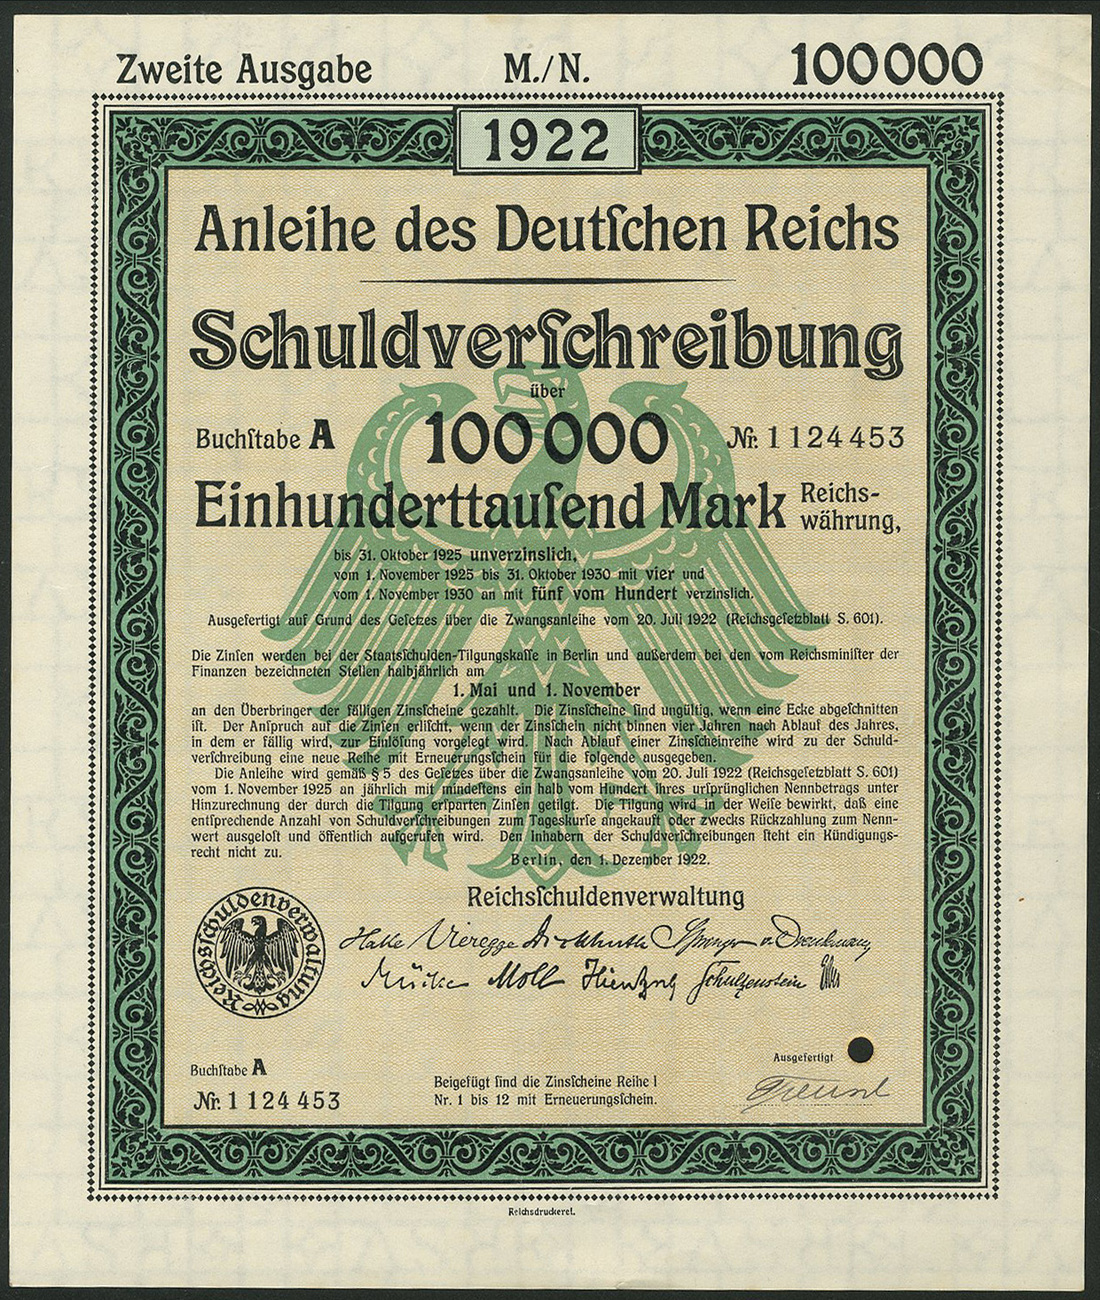 Zweite Ausgabe M./N. 100000
1922
Anleihe des Deutſchen Reichs
Schuldverſchreibung
über
Buchſtabe A 100000 Nr. 1124453
Einhunderttauſend Mark Reichs-
währung,
bis 31. Oktober 1925 unverzinslich,
vom 1. November 1925 bis 31. Oktober 1930 mit vier und
vom 1. November 1930 an mit fünf vom Hundert verzinslich.
Ausgefertigt auf Grund des Geſetzes über die Zwangsanleihe vom 20. Juli 1922 (Reichsgeſetzblatt S. 601).
Die Zinſen werden bei der Staatsſchulden-Tilgungskaſſe in Berlin und außerdem bei den vom Reichsminiſter der
Finanzen bezeichneten Stellen halbjährlich am
1. Mai und 1. November
an den Überbringer der fälligen Zinsſcheine gezahlt. Die Zinsſcheine ſind ungültig, wenn eine Ecke abgeſchnitten
iſt. Der Anſpruch auf die Zinſen erliſcht, wenn der Zinsſchein nicht binnen vier Jahren nach Ablauf des Jahres,
in dem er fällig wird, zur Einlöſung vorgelegt wird. Nach Ablauf einer Zinsſcheinreihe wird zu der Schuld-
verſchreibung eine neue Reihe mit Erneuerungsſchein für die folgende ausgegeben.
Die Anleihe wird gemäß § 5 des Geſetzes über die Zwangsanleihe vom 20. Juli 1922 (Reichsgeſetzblatt S. 601)
vom 1. November 1925 an jährlich mit mindeſtens ein halb vom Hundert ihres urſprünglichen Nennbetrags unter
Hinzurechnung der durch die Tilgung erſparten Zinſen getilgt. Die Tilgung wird in der Weiſe bewirkt, daß eine
entſprechende Anzahl von Schuldverſchreibungen zum Tageskurſe angekauft oder zwecks Rückzahlung zum Nenn-
wert ausgeloſt und öffentlich aufgerufen wird. Den Inhabern der Schuldverſchreibungen ſteht ein Kündigungs-
recht nicht zu.
Berlin, den 1. Dezember 1922.
Reichsſchuldenverwaltung
Halle Vieregge Springer
Mücke Moll Schultzenstein
Reichsschuldenverwaltung
Ausgefertigt
Buchſtabe A
Nr. 1124453
Beigefügt ſind die Zinsſcheine Reihe I
Nr. 1 bis 12 mit Erneuerungsſchein.
Reichsdruckerei.